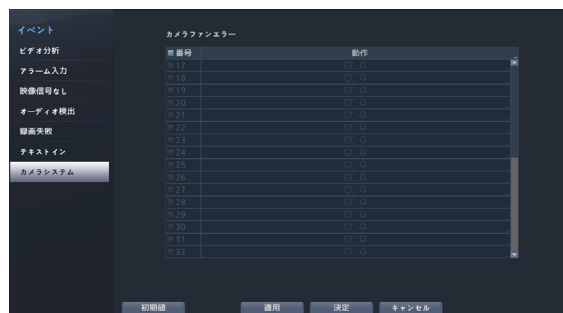 イベント
ビデオ分析
アラーム入力
映像信号なし
オーディオ検出
録画失敗
テキストイン
カメラシステム
カメラファンエラー
番号 動作
17
18
19
20
21
22
23
24
25
26
27
28
29
30
31
32
初期値 適用 決定 キャンセル